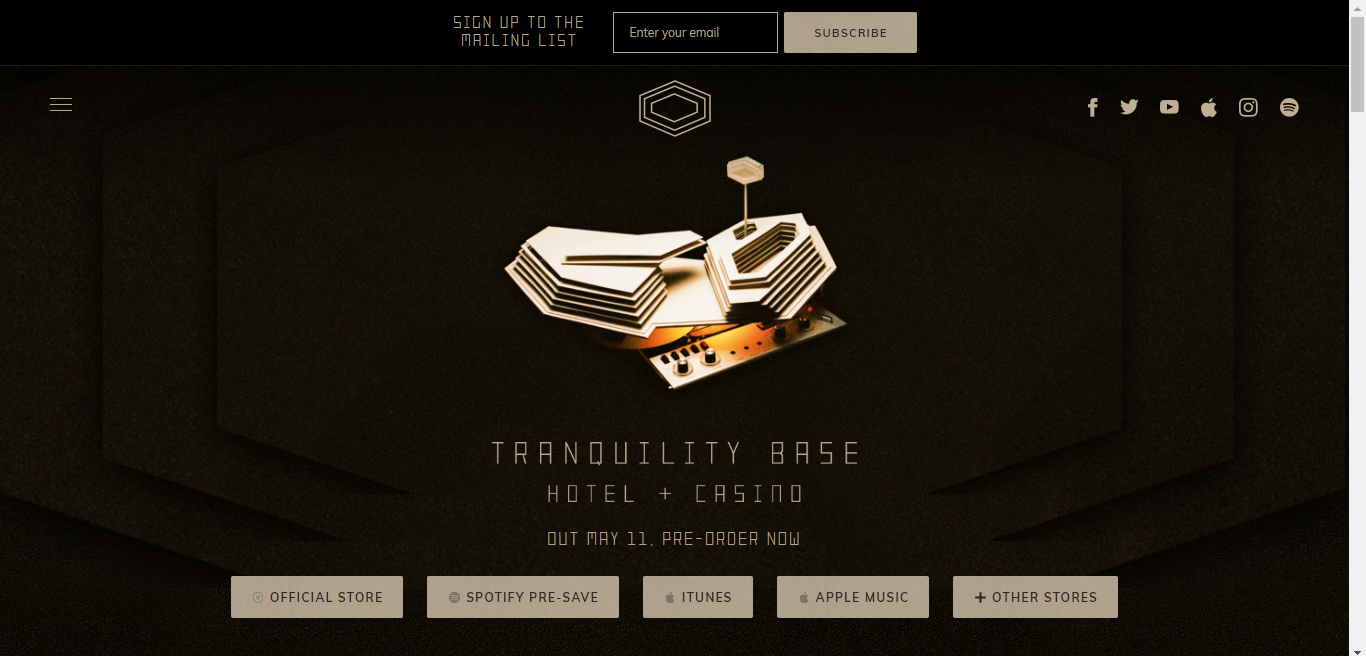 SIGN UP TO THE
MAILING LIST
Enter your email
SUBSCRIBE
TRANQUILITY BASE
HOTEL + CASINO
OUT MAY 11, PRE-ORDER NOW
OFFICIAL STORE
SPOTIFY PRE-SAVE
ITUNES
APPLE MUSIC
OTHER STORES